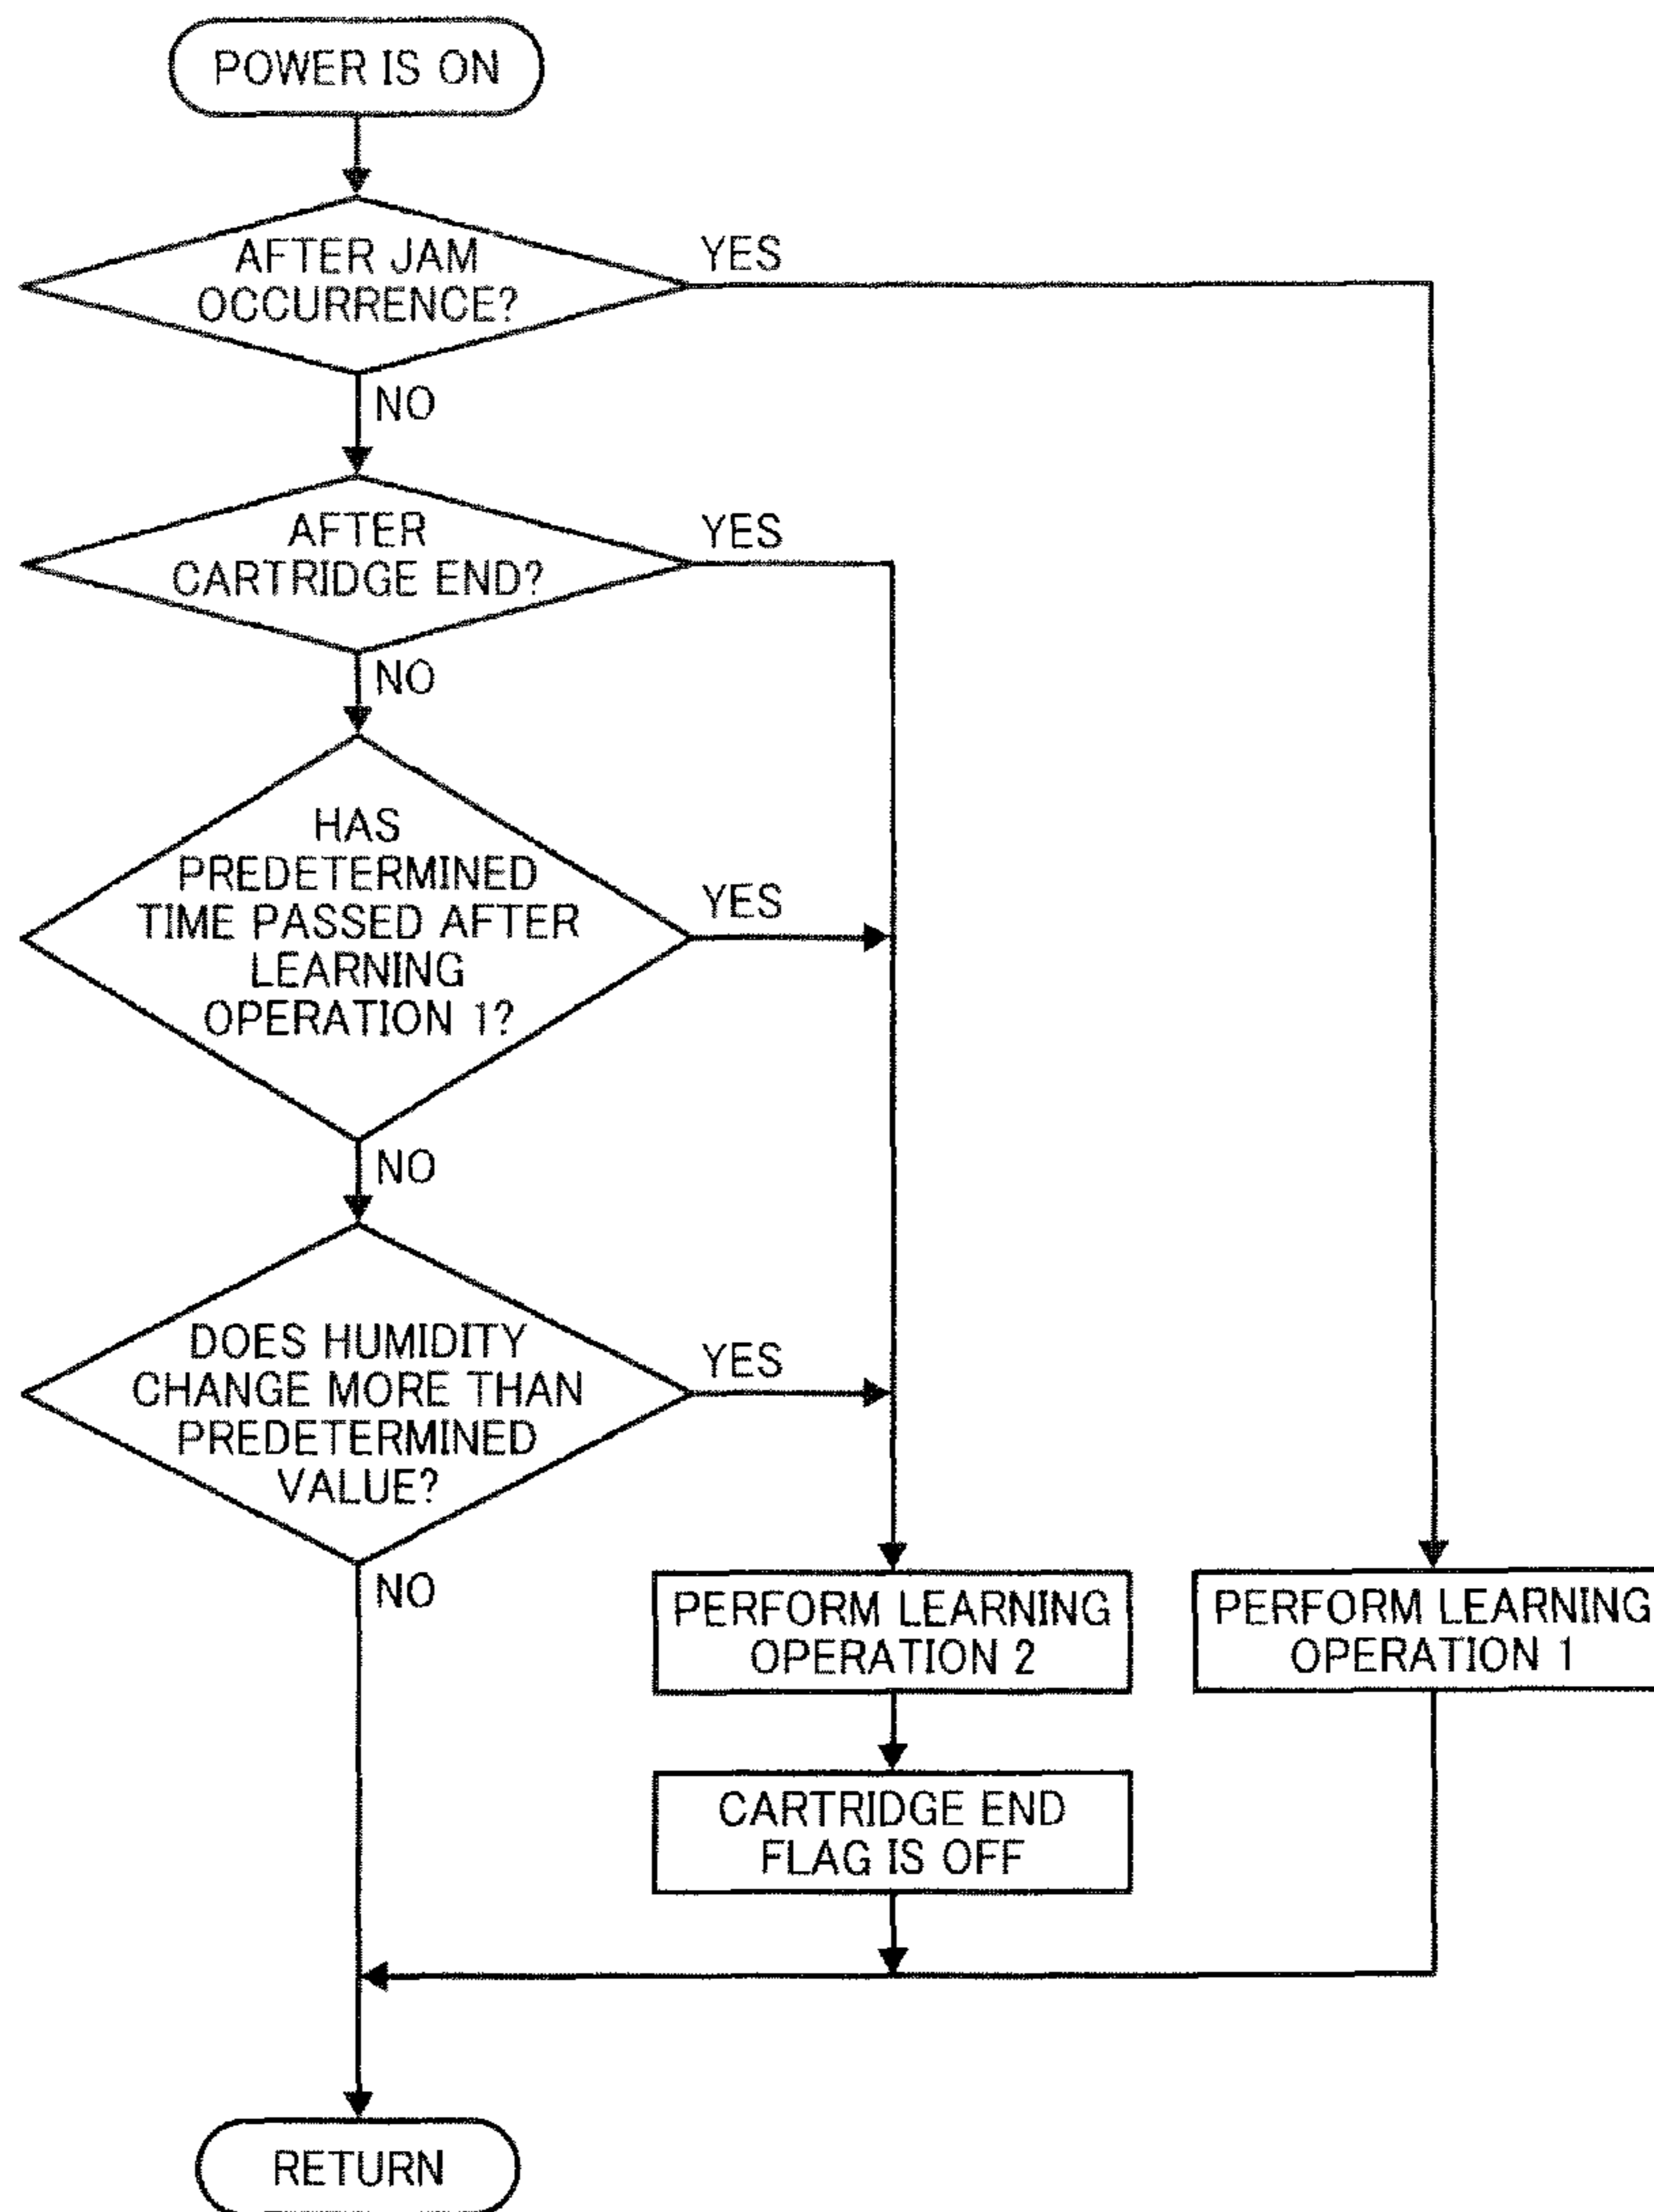 POWER IS ON
AFTER JAM
OCCURRENCE?
YES
NO
AFTER
CARTRIDGE END?
YES
NO
HAS
PREDETERMINED
TIME PASSED AFTER
LEARNING
OPERATION 1?
YES
NO
DOES HUMIDITY
CHANGE MORE THAN
PREDETERMINED
VALUE?
YES
NO
PERFORM LEARNING
OPERATION 2
PERFORM LEARNING
OPERATION 1
CARTRIDGE END
FLAG IS OFF
RETURN